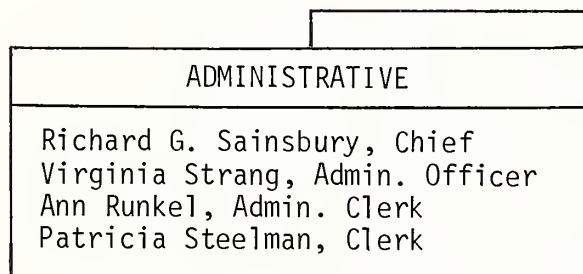 ADMINISTRATIVE
Richard G. Sainsbury, Chief
Virginia Strang, Admin. Officer
Ann Runkel, Admin. Clerk
Patricia Steelman, Clerk